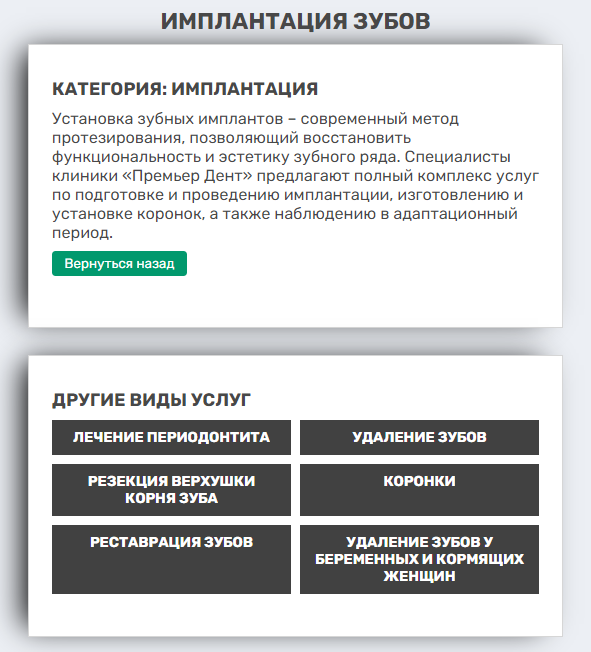 ИМПЛАНТАЦИЯ ЗУБОВ
КАТЕГОРИЯ: ИМПЛАНТАЦИЯ
Установка зубных имплантов – современный метод
протезирования, позволяющий восстановить
функциональность и эстетику зубного ряда. Специалисты
клиники «Премьер Дент» предлагают полный комплекс услуг
по подготовке и проведению имплантации, изготовлению и
установке коронок, а также наблюдению в адаптационный
период.
Вернуться назад
ДРУГИЕ ВИДЫ УСЛУГ
ЛЕЧЕНИЕ ПЕРИОДОНТИТА
УДАЛЕНИЕ ЗУБОВ
РЕЗЕКЦИЯ ВЕРХУШКИ
КОРНЯ ЗУБА
КОРОНКИ
РЕСТАВРАЦИЯ ЗУБОВ
УДАЛЕНИЕ ЗУБОВ У
БЕРЕМЕННЫХ И КОРМЯЩИХ
ЖЕНЩИН